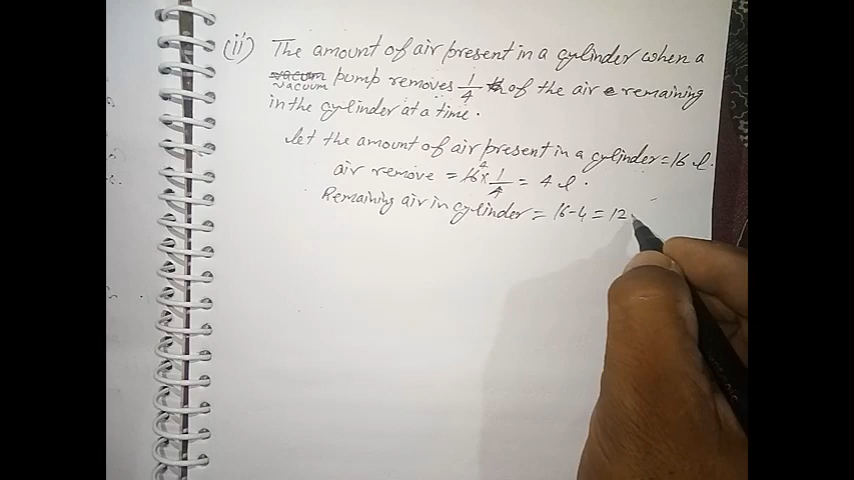 (ii) The amount of air present in a cylinder when a
vacuum pump removes 1/4 th of the air remaining
in the cylinder at a time.
let the amount of air present in a cylinder = 16 l.
air remove = 16 × 1/4 = 4 l.
Remaining air in cylinder = 16-4 = 12